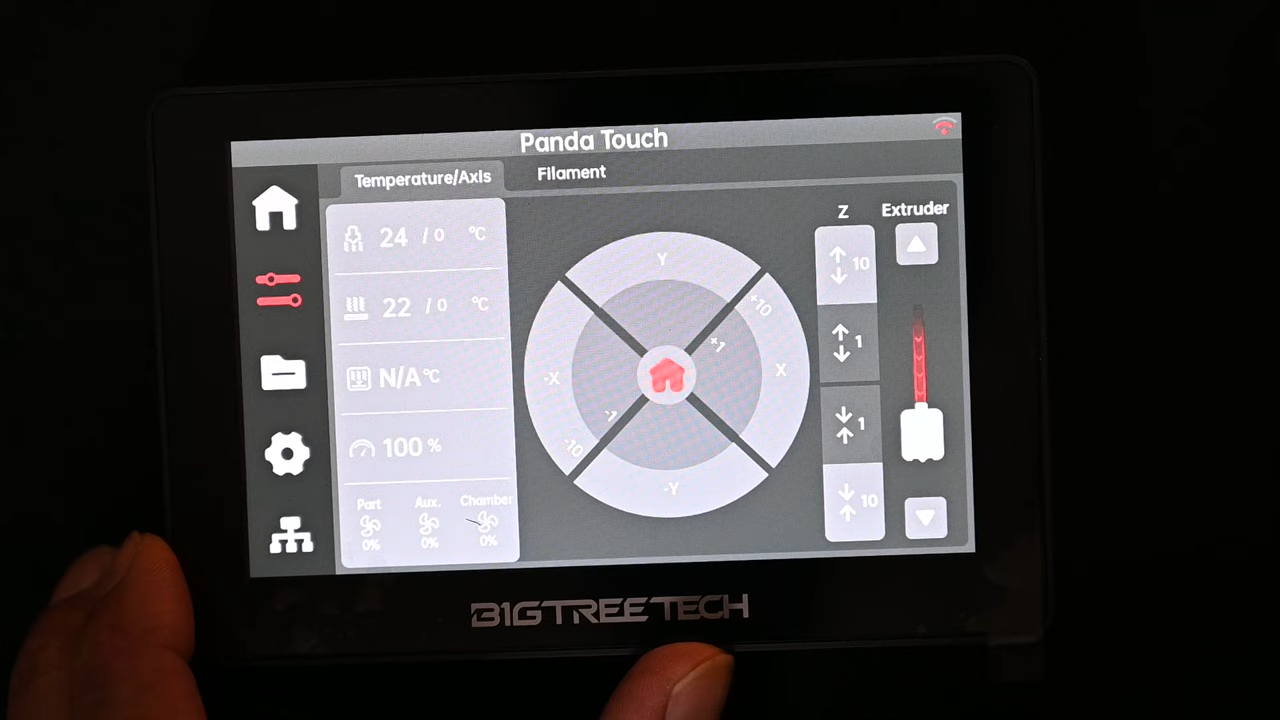 Panda Touch
Temperature/Axis Filament
24 / 0 °C
22 / 0 °C
N/A °C
100 %
Part Aux. Chamber
0% 0% 0%
Y
+10
+1
-X X
-1
-10
-Y
Z
10
1
1
10
Extruder
BIGTREETECH